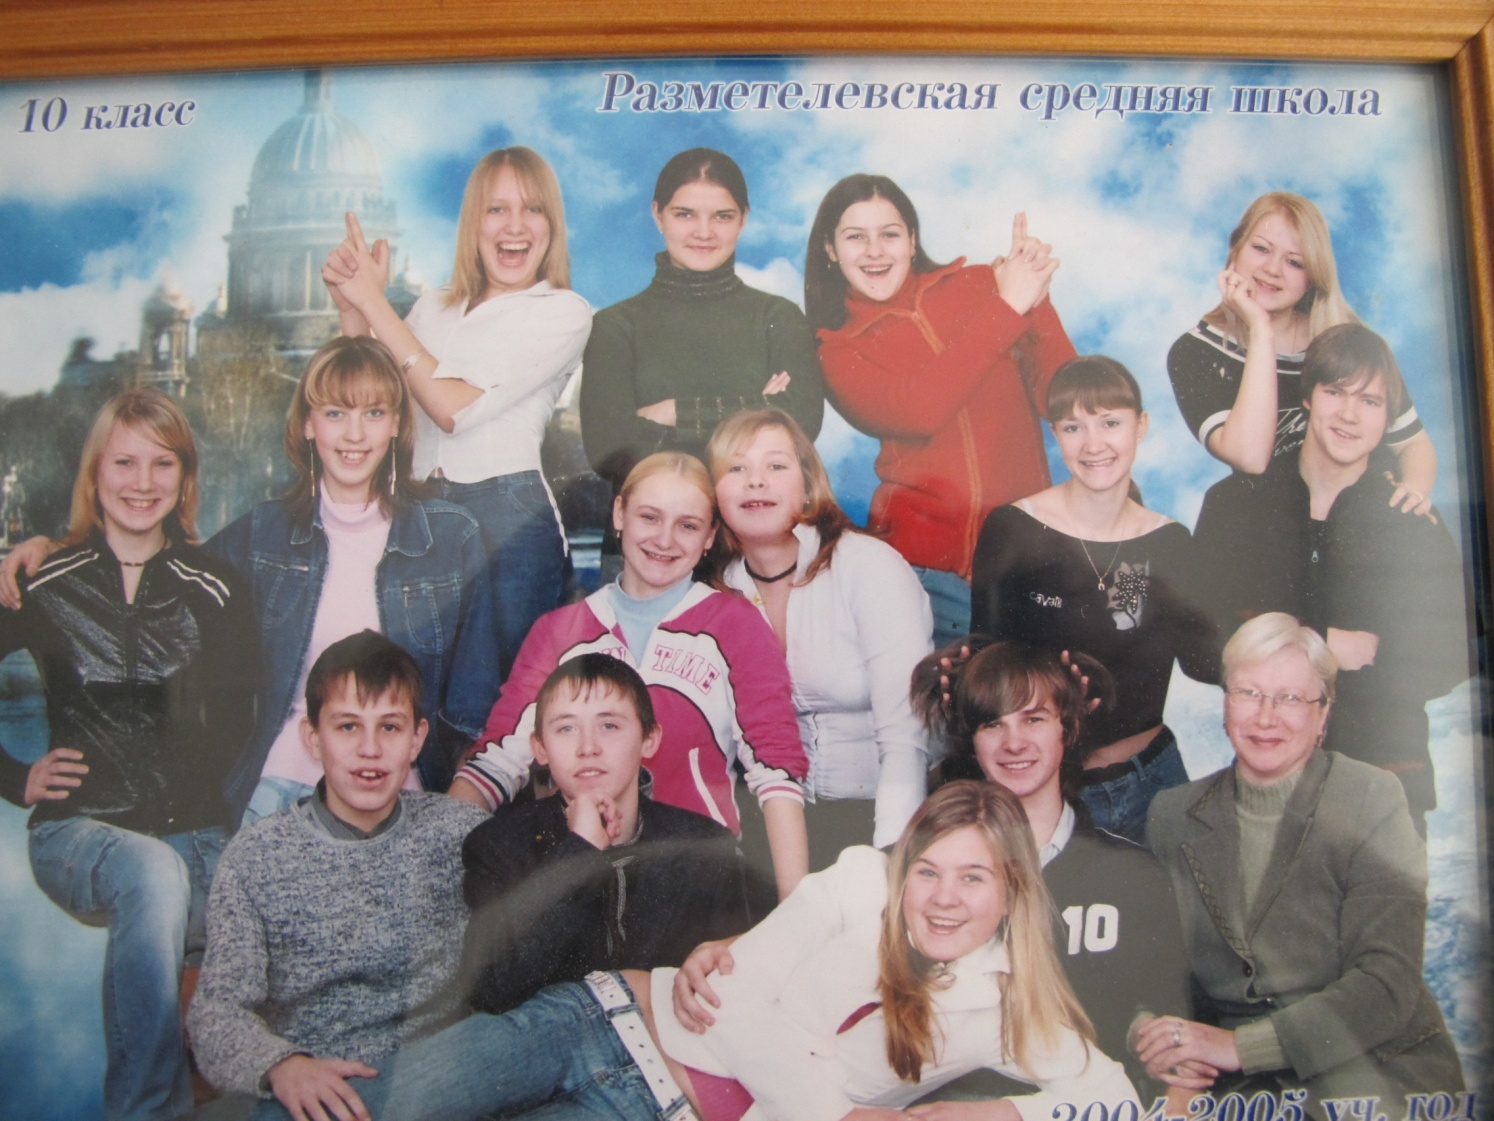 10 класс
Разметелевская средняя школа
TIME
10
2004-2005 уч. год